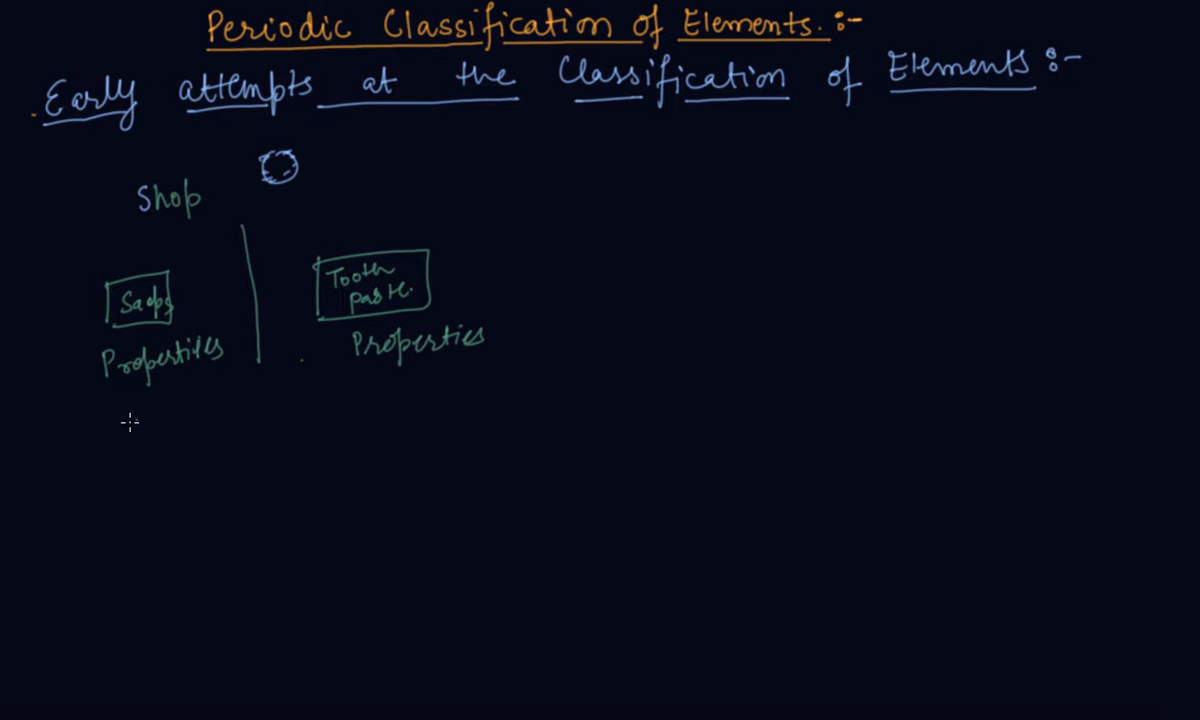 Periodic Classification of Elements. :-
Early attempts at the Classification of Elements :-
Shop
Tooth
paste.
Properties
Properties